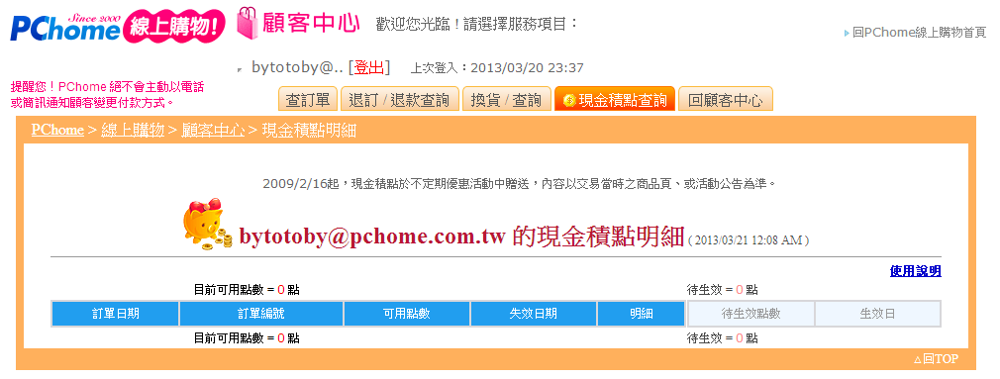 Since 2000
PChome 線上購物!
顧客中心
歡迎您光臨！請選擇服務項目：
回PChome線上購物首頁
bytotoby@.. [登出] 上次登入：2013/03/20 23:37
提醒您！PChome 絕不會主動以電話
或簡訊通知顧客變更付款方式。
查訂單 退訂 / 退款查詢 換貨 / 查詢 現金積點查詢 回顧客中心
PChome > 線上購物 > 顧客中心 > 現金積點明細
2009/2/16起，現金積點於不定期優惠活動中贈送，內容以交易當時之商品頁、或活動公告為準。
bytotoby@pchome.com.tw 的現金積點明細 ( 2013/03/21 12:08 AM )
使用說明
目前可用點數 = 0 點 待生效 = 0 點
訂單日期 訂單編號 可用點數 失效日期 明細 待生效點數 生效日
目前可用點數 = 0 點 待生效 = 0 點
△回TOP